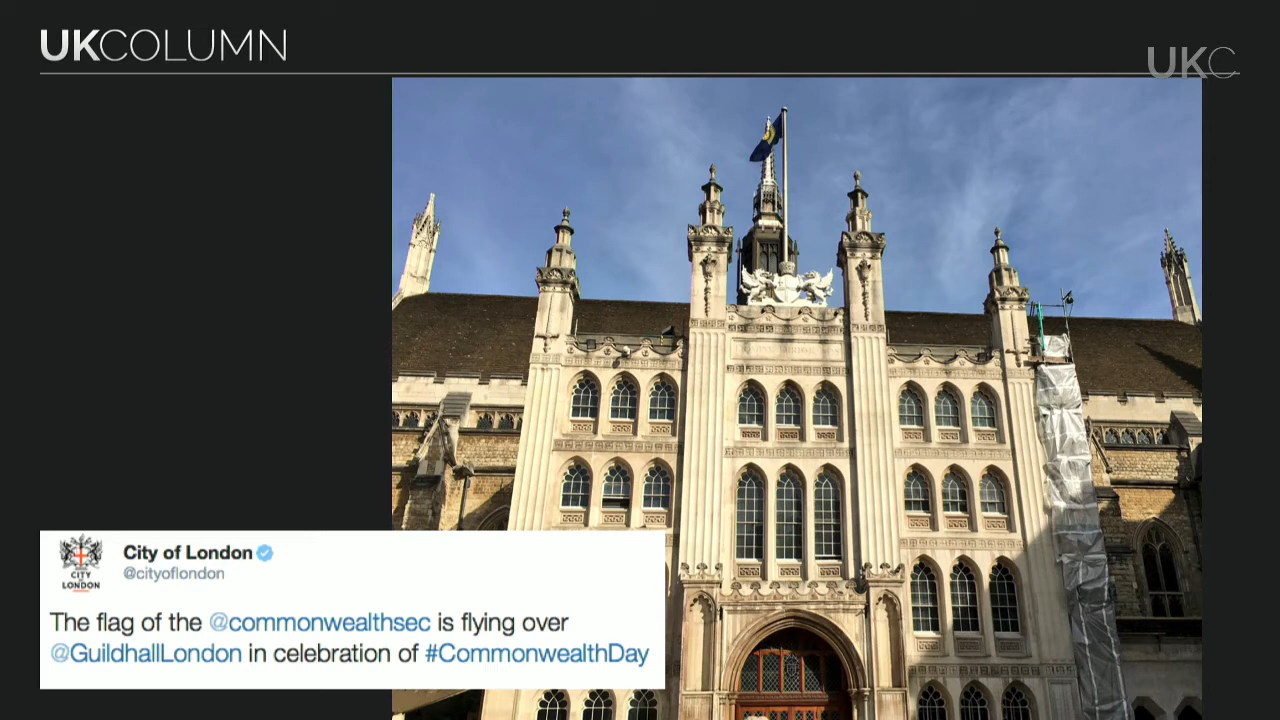 UKCOLUMN
UKC
CITY
LONDON
City of London
@cityoflondon
The flag of the @commonwealthsec is flying over
@GuildhallLondon in celebration of #CommonwealthDay